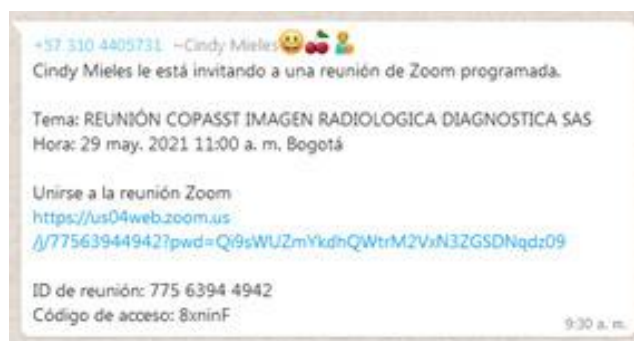 +57 310 4405731 ~Cindy Mieles😃🍒🤱
Cindy Mieles le está invitando a una reunión de Zoom programada.
Tema: REUNIÓN COPASST IMAGEN RADIOLOGICA DIAGNOSTICA SAS
Hora: 29 may. 2021 11:00 a. m. Bogotá
Unirse a la reunión Zoom
https://us04web.zoom.us
/j/77563944942?pwd=Qi9sWUZmYkdhQWtrM2VxN3ZGSDNqdz09
ID de reunión: 775 6394 4942
Código de acceso: 8xninF
9:30 a. m.